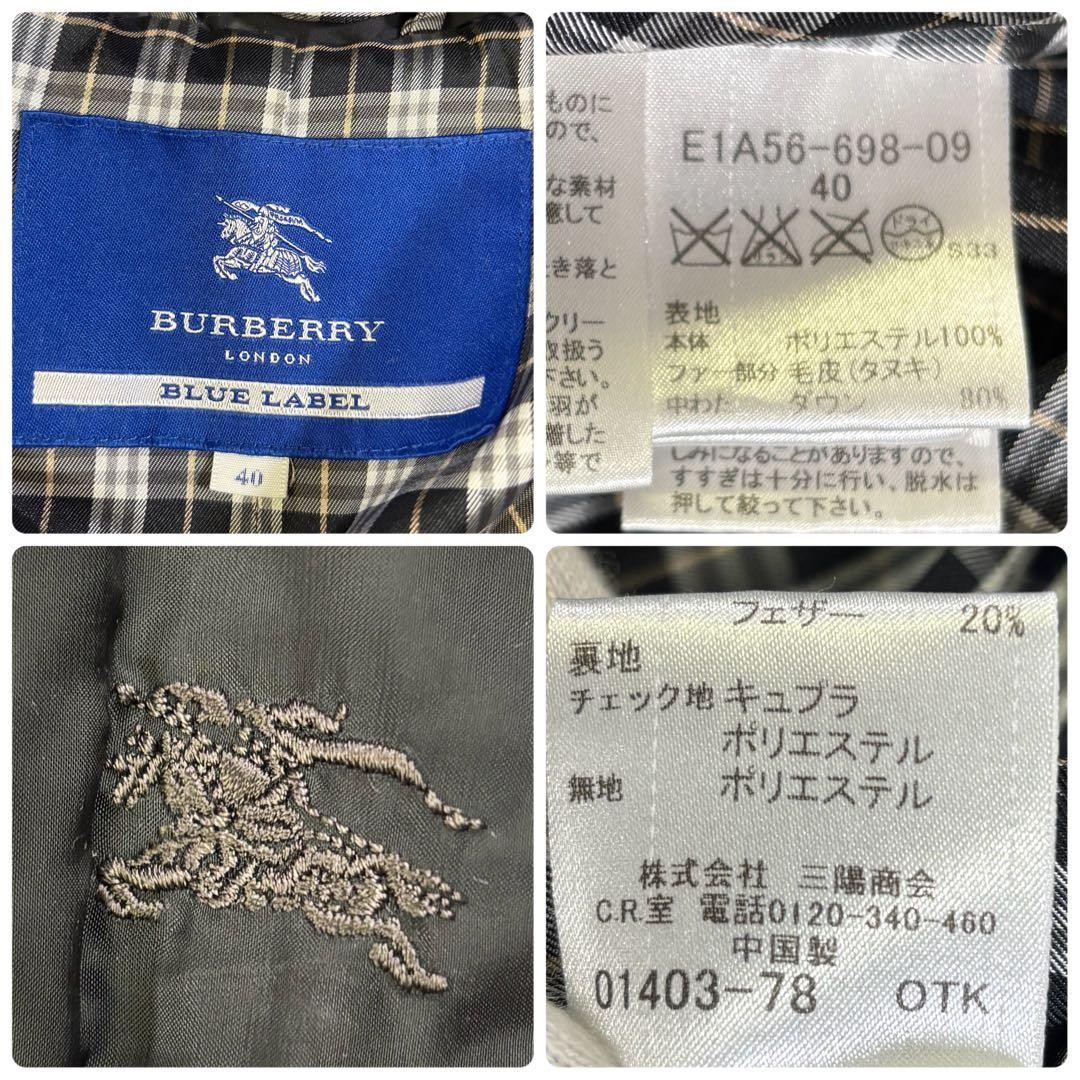 BURBERRY
LONDON
BLUE LABEL
40
ものに
ので、
な素材
意して
き落と
クリー
取扱う
下さい。
羽が
着した
等で
E1A56-698-09
40
ドライ
S33
表地
本体 ポリエステル100%
ファー部分 毛皮(タヌキ)
中わた ダウン 80%
しみになることがありますので、
すすぎは十分に行い、脱水は
押して絞って下さい。
フェザー 20%
裏地
チェック地 キュプラ
ポリエステル
無地 ポリエステル
株式会社 三陽商会
C.R.室 電話0120-340-460
中国製
01403-78 OTK